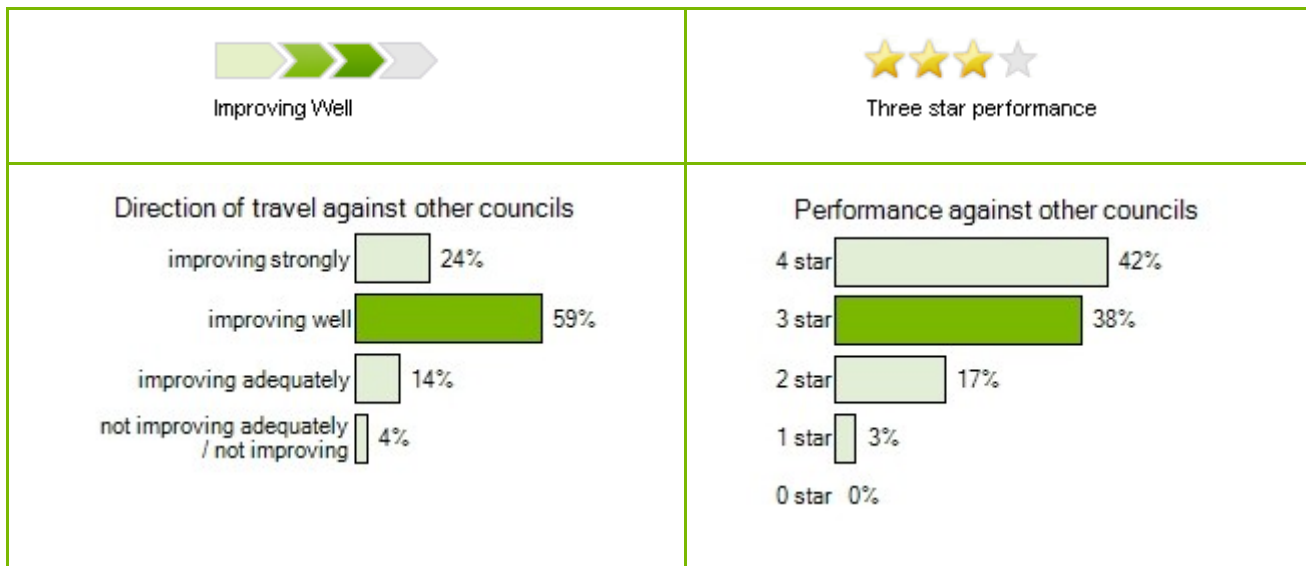 Improving Well
Three star performance
Direction of travel against other councils
improving strongly 24%
improving well 59%
improving adequately 14%
not improving adequately
/ not improving 4%
Performance against other councils
4 star 42%
3 star 38%
2 star 17%
1 star 3%
0 star 0%